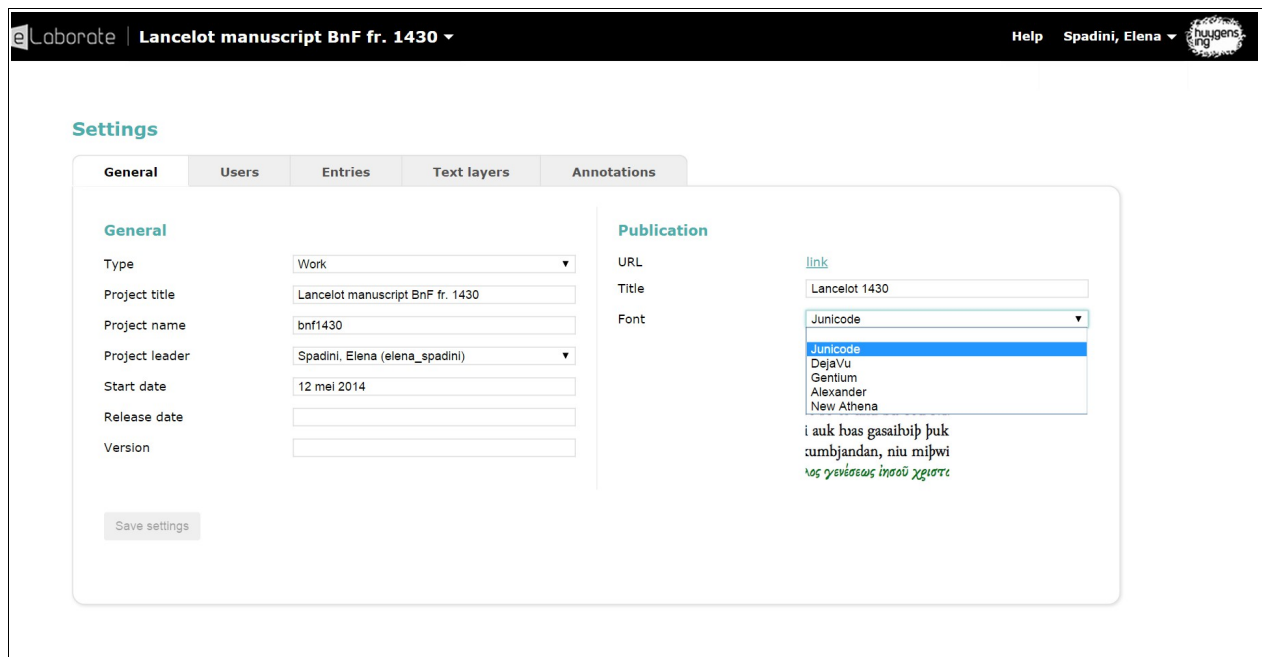 eLaborate | Lancelot manuscript BnF fr. 1430 ▾ Help Spadini, Elena ▾ huygens ing
Settings
General Users Entries Text layers Annotations
General
Type Work
Project title Lancelot manuscript BnF fr. 1430
Project name bnf1430
Project leader Spadini, Elena (elena_spadini)
Start date 12 mei 2014
Release date
Version
Save settings
Publication
URL link
Title Lancelot 1430
Font Junicode
Junicode
DejaVu
Gentium
Alexander
New Athena
i auk ƕas gasaiƕiþ þuk
kumbjandan, niu miþwi
λος γενέσεως ἰησοῦ χριστ